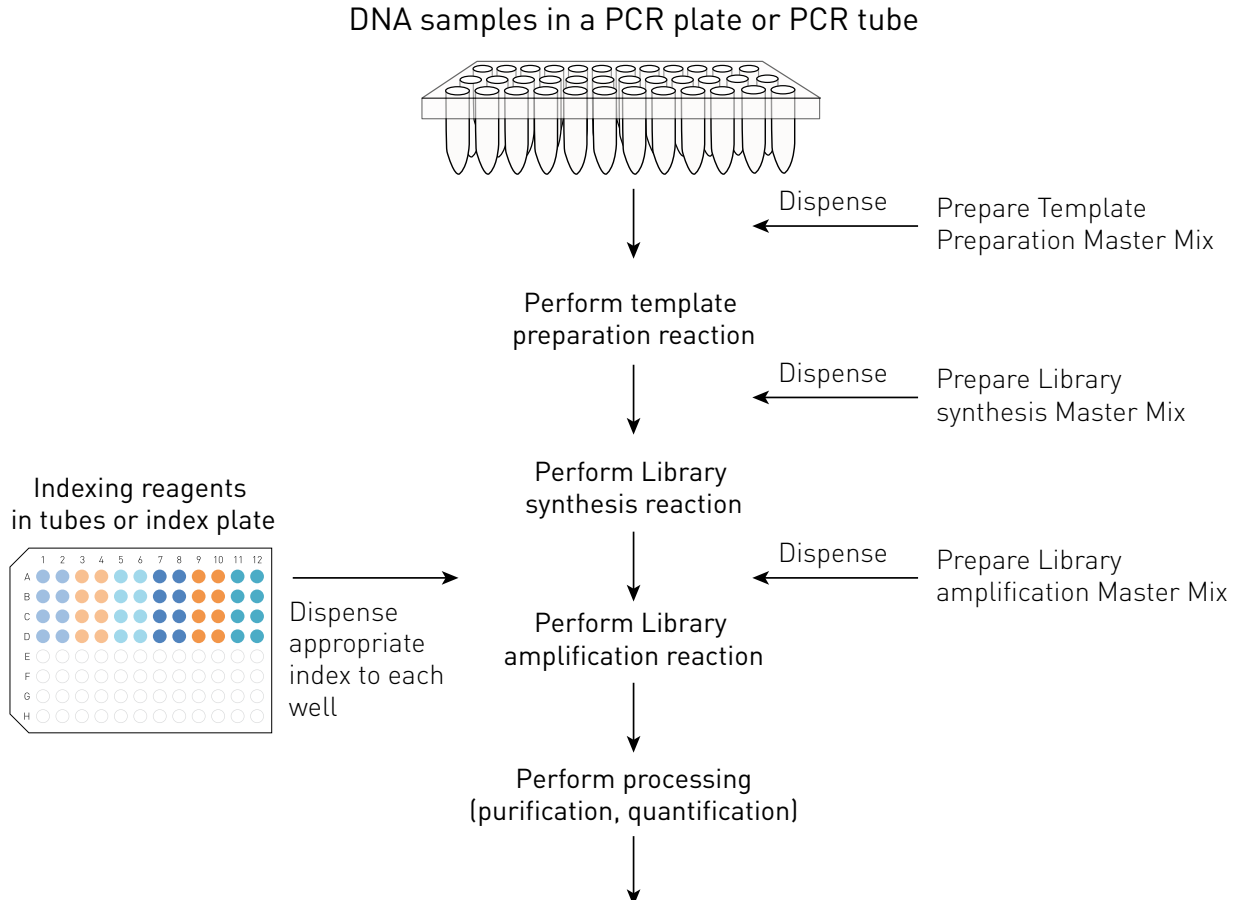 DNA samples in a PCR plate or PCR tube
Dispense
Prepare Template
Preparation Master Mix
Perform template
preparation reaction
Dispense
Prepare Library
synthesis Master Mix
Perform Library
synthesis reaction
Indexing reagents
in tubes or index plate
1 2 3 4 5 6 7 8 9 10 11 12
A
B
C
D
E
F
G
H
Dispense
appropriate
index to each
well
Dispense
Prepare Library
amplification Master Mix
Perform Library
amplification reaction
Perform processing
(purification, quantification)